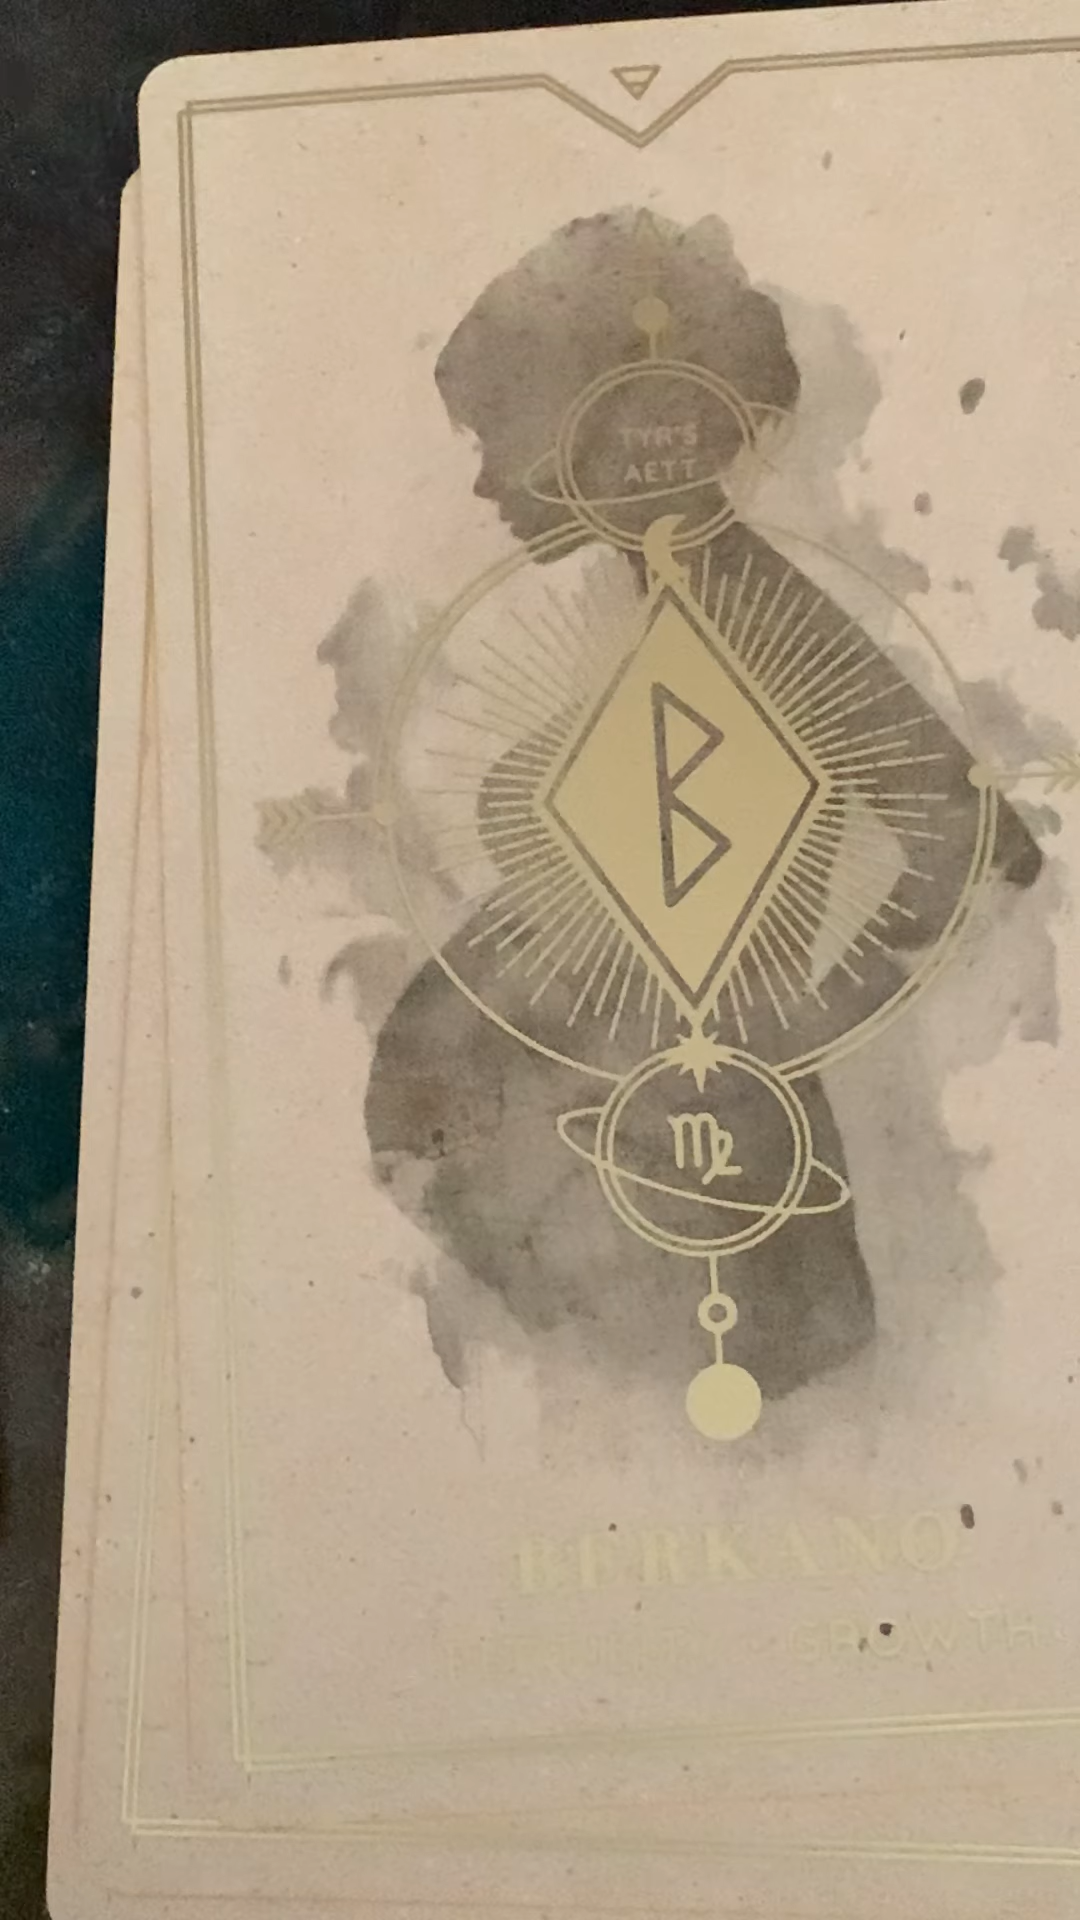 TYR'S
AETT
ᛒ
♍
BERKANO
GROWTH